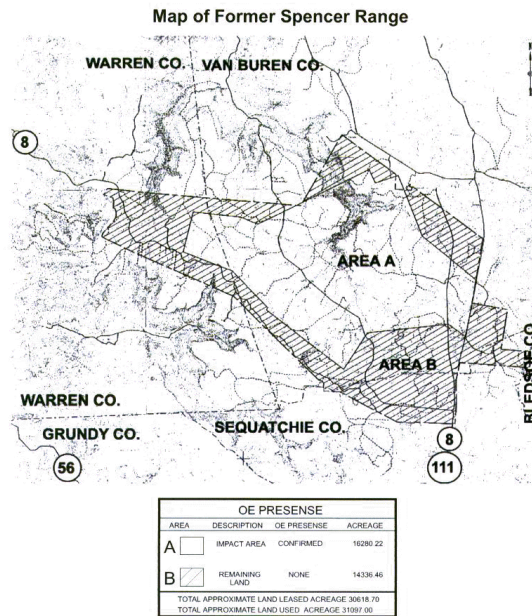 Map of Former Spencer Range
WARREN CO. VAN BUREN CO.
8
AREA A
BLEDSOE CO.
AREA B
WARREN CO.
GRUNDY CO.
SEQUATCHIE CO.
8
56
111
OE PRESENSE
AREA DESCRIPTION OE PRESENSE ACREAGE
A IMPACT AREA CONFIRMED 16280.22
B REMAINING LAND NONE 14336.46
TOTAL APPROXIMATE LAND LEASED ACREAGE 30618.70
TOTAL APPROXIMATE LAND USED ACREAGE 31097.00